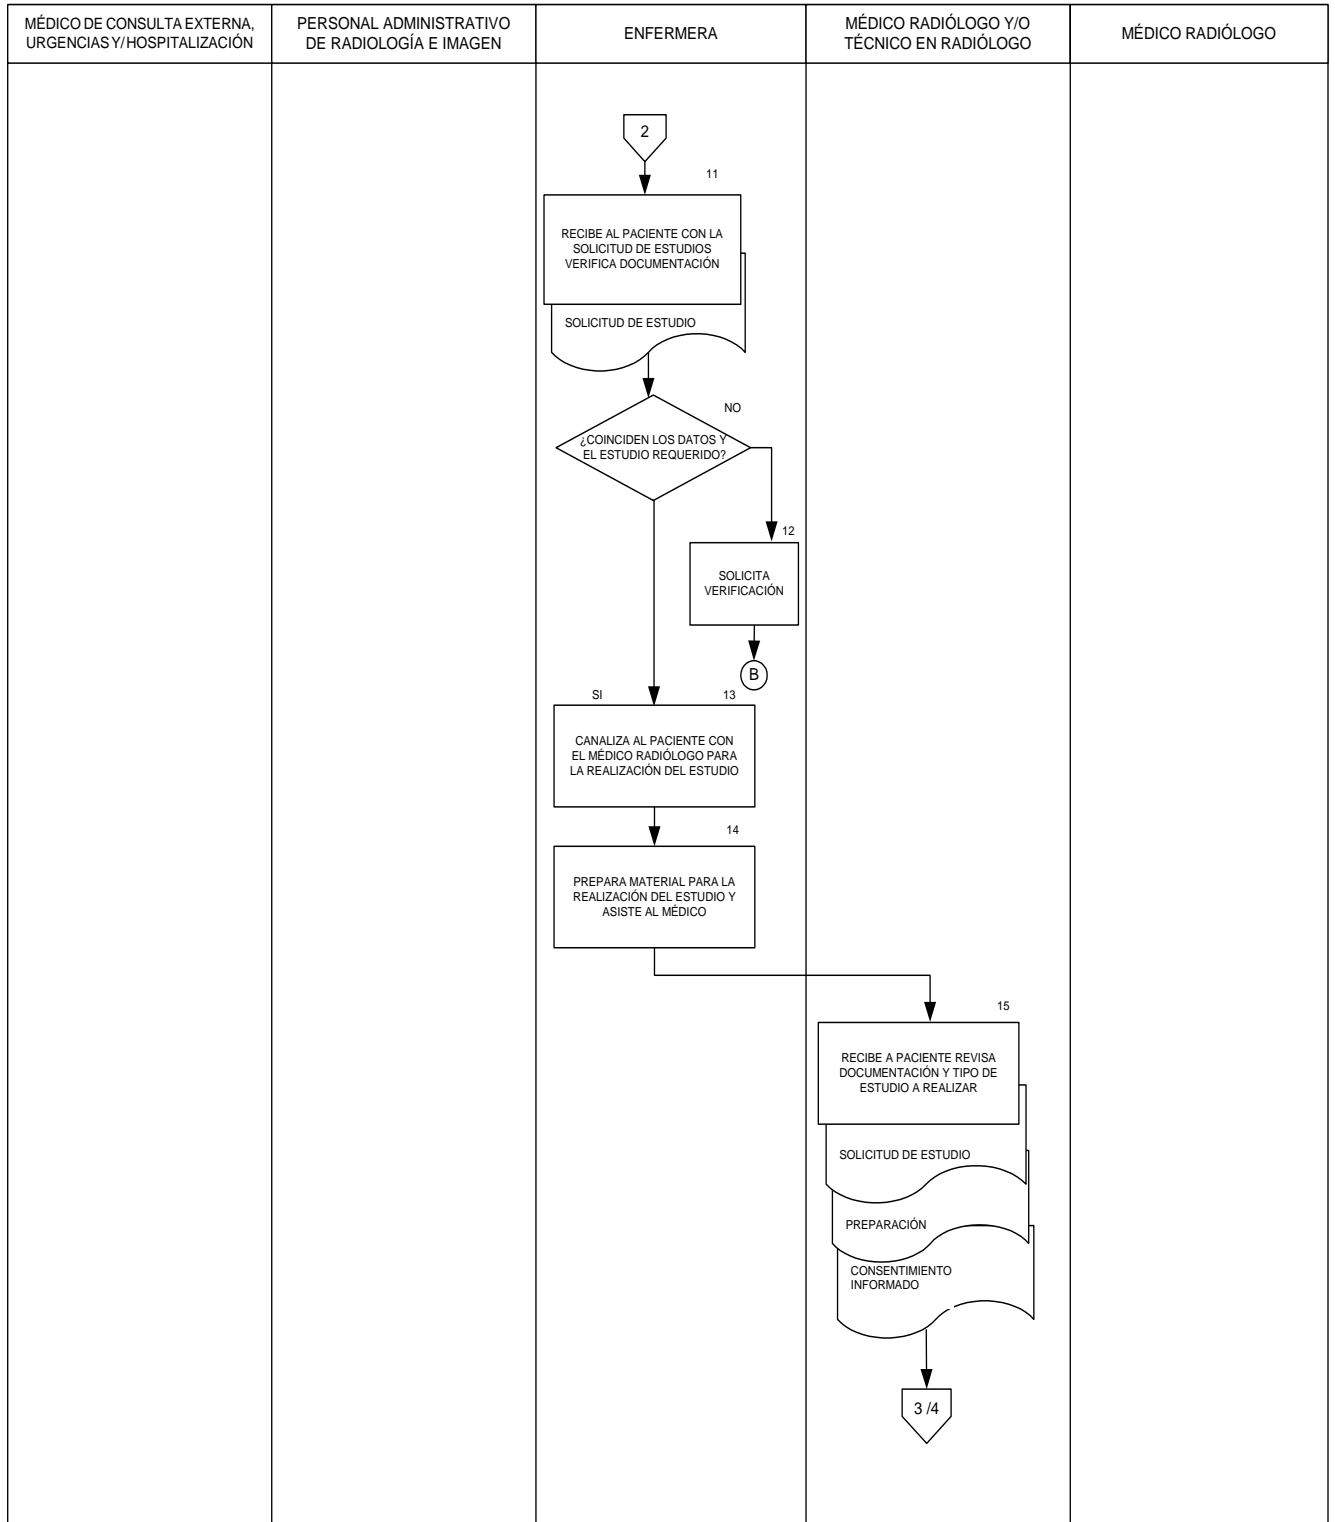 MÉDICO DE CONSULTA EXTERNA,
URGENCIAS Y/ HOSPITALIZACIÓN
PERSONAL ADMINISTRATIVO
DE RADIOLOGÍA E IMAGEN
ENFERMERA
MÉDICO RADIÓLOGO Y/O
TÉCNICO EN RADIÓLOGO
MÉDICO RADIÓLOGO
2
11
RECIBE AL PACIENTE CON LA
SOLICITUD DE ESTUDIOS
VERIFICA DOCUMENTACIÓN
SOLICITUD DE ESTUDIO
NO
¿COINCIDEN LOS DATOS Y
EL ESTUDIO REQUERIDO?
12
SOLICITA
VERIFICACIÓN
B
SI
13
CANALIZA AL PACIENTE CON
EL MÉDICO RADIÓLOGO PARA
LA REALIZACIÓN DEL ESTUDIO
14
PREPARA MATERIAL PARA LA
REALIZACIÓN DEL ESTUDIO Y
ASISTE AL MÉDICO
15
RECIBE A PACIENTE REVISA
DOCUMENTACIÓN Y TIPO DE
ESTUDIO A REALIZAR
SOLICITUD DE ESTUDIO
PREPARACIÓN
CONSENTIMIENTO
INFORMADO
3 /4